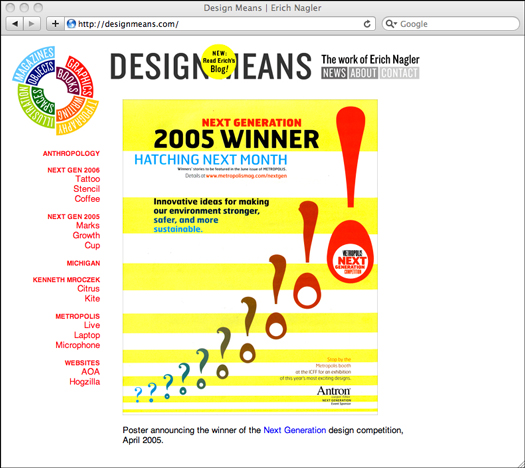 Design Means | Erich Nagler
http://designmeans.com/
Google
MAGAZINES
OBJECTS
BOOKS
GRAPHICS
SPACES
WRITING
ILLUSTRATION
TYPOGRAPHY
DESIGN MEANS
NEW:
Read Erich's
Blog!
The work of Erich Nagler
NEWS ABOUT CONTACT
ANTHROPOLOGY
NEXT GEN 2006
Tattoo
Stencil
Coffee
NEXT GEN 2005
Marks
Growth
Cup
MICHIGAN
KENNETH MROCZEK
Citrus
Kite
METROPOLIS
Live
Laptop
Microphone
WEBSITES
AOA
Hogzilla
NEXT GENERATION
2005 WINNER
HATCHING NEXT MONTH
Winners' stories to be featured in the June issue of METROPOLIS.
Details at www.metropolismag.com/nextgen
Innovative ideas for making
our environment stronger,
safer, and more
sustainable.
METROPOLIS
NEXT
GENERATION
COMPETITION
Stop by the
Metropolis booth
at the ICFF for an exhibition
of this year's most exciting designs.
Antron
NEXT GENERATION
Poster announcing the winner of the Next Generation design competition,
April 2005.